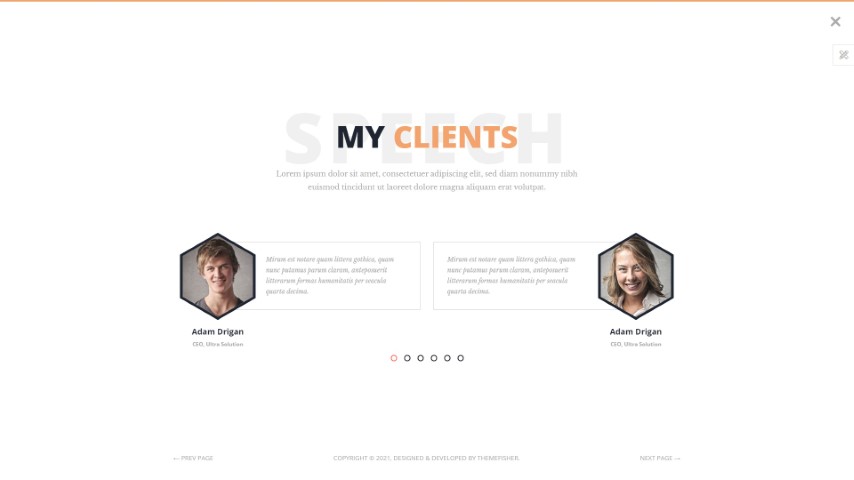 SPEECH
MY CLIENTS
Lorem ipsum dolor sit amet, consectetuer adipiscing elit, sed diam nonummy nibh
euismod tincidunt ut laoreet dolore magna aliquam erat volutpat.
Mirum est notare quam littera gothica, quam
nunc putamus parum claram, anteposuerit
litterarum formas humanitatis per seacula
quarta decima.
Adam Drigan
CEO, Ultra Solution
Mirum est notare quam littera gothica, quam
nunc putamus parum claram, anteposuerit
litterarum formas humanitatis per seacula
quarta decima.
Adam Drigan
CEO, Ultra Solution
← PREV PAGE
COPYRIGHT © 2021, DESIGNED & DEVELOPED BY THEMEFISHER.
NEXT PAGE →